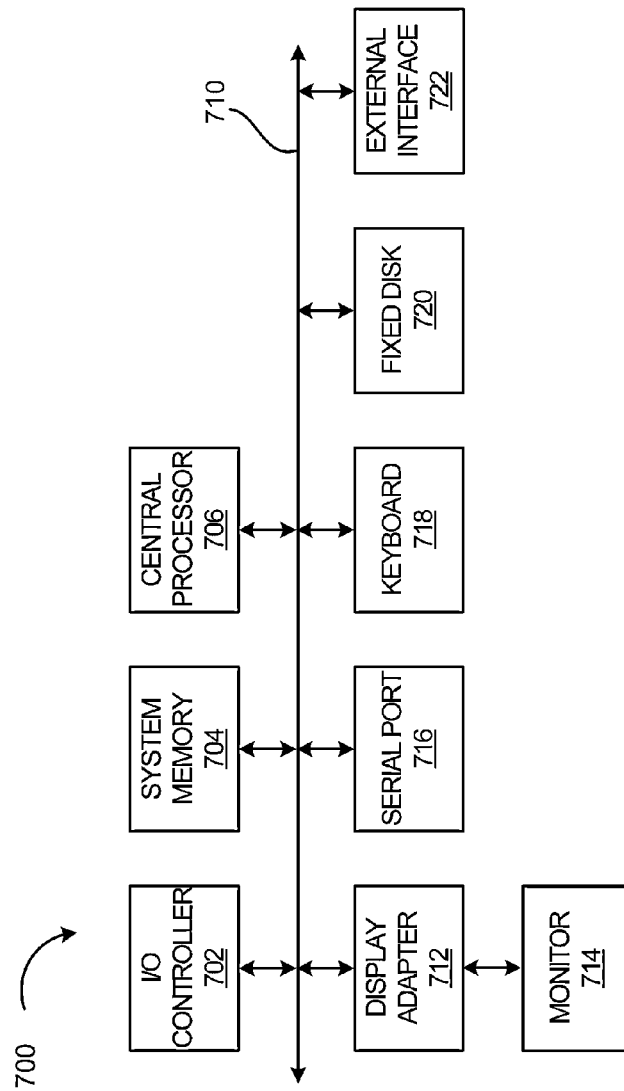 700
710
I/O
CONTROLLER
702
SYSTEM
MEMORY
704
CENTRAL
PROCESSOR
706
DISPLAY
ADAPTER
712
SERIAL PORT
716
KEYBOARD
718
FIXED DISK
720
EXTERNAL
INTERFACE
722
MONITOR
714